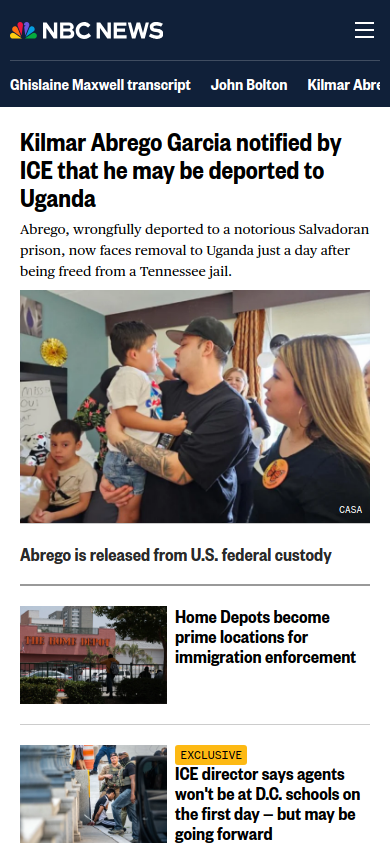 NBC NEWS
Ghislaine Maxwell transcript John Bolton Kilmar Abre
Kilmar Abrego Garcia notified by
ICE that he may be deported to
Uganda
Abrego, wrongfully deported to a notorious Salvadoran
prison, now faces removal to Uganda just a day after
being freed from a Tennessee jail.
CASA
Abrego is released from U.S. federal custody
THE HOME DEPOT
Home Depots become
prime locations for
immigration enforcement
EXCLUSIVE
ICE director says agents
won't be at D.C. schools on
the first day — but may be
going forward